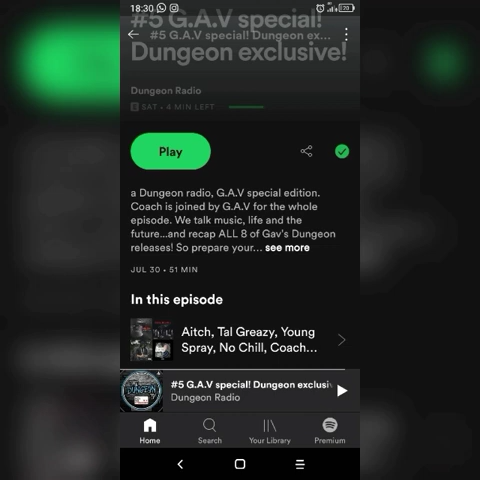 18:30
#5 G.A.V special!
#5 G.A.V special! Dungeon ex...
Dungeon exclusive!
Dungeon Radio
E SAT • 4 MIN LEFT
Play
a Dungeon radio, G.A.V special edition.
Coach is joined by G.A.V for the whole
episode. We talk music, life and the
future...and recap ALL 8 of Gav's Dungeon
releases! So prepare your... see more
JUL 30 • 51 MIN
In this episode
Aitch, Tal Greazy, Young
Spray, No Chill, Coach...
#5 G.A.V special! Dungeon exclusiv
Dungeon Radio
Home Search Your Library Premium